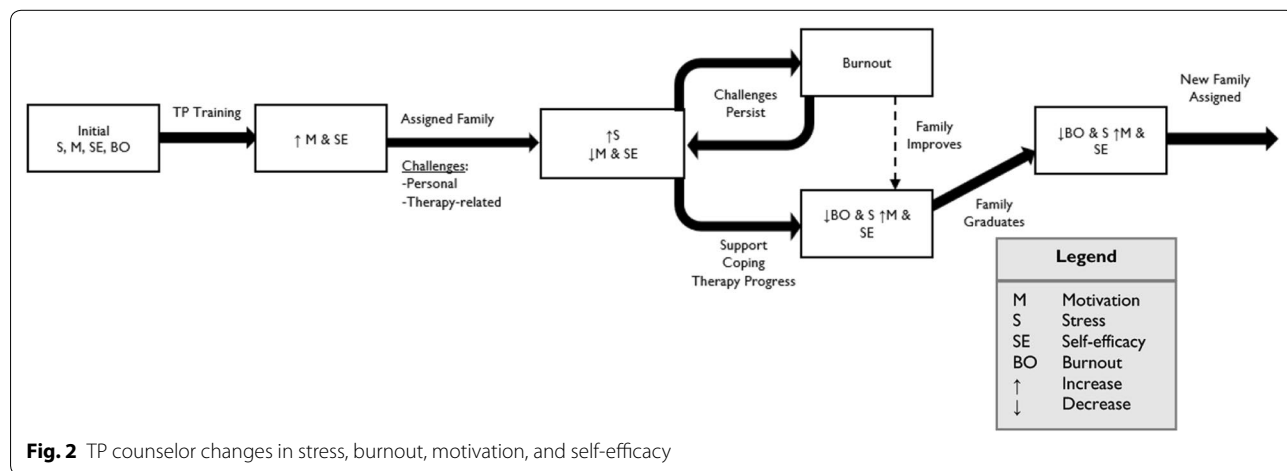 Initial
S, M, SE, BO
TP Training
↑ M & SE
Assigned Family
Challenges:
-Personal
-Therapy-related
↑S
↓M & SE
Challenges
Persist
Burnout
Family
Improves
Support
Coping
Therapy Progress
↓BO & S ↑M &
SE
Family
Graduates
↓BO & S ↑M &
SE
New Family
Assigned
Legend
M Motivation
S Stress
SE Self-efficacy
BO Burnout
↑ Increase
↓ Decrease
Fig. 2 TP counselor changes in stress, burnout, motivation, and self-efficacy